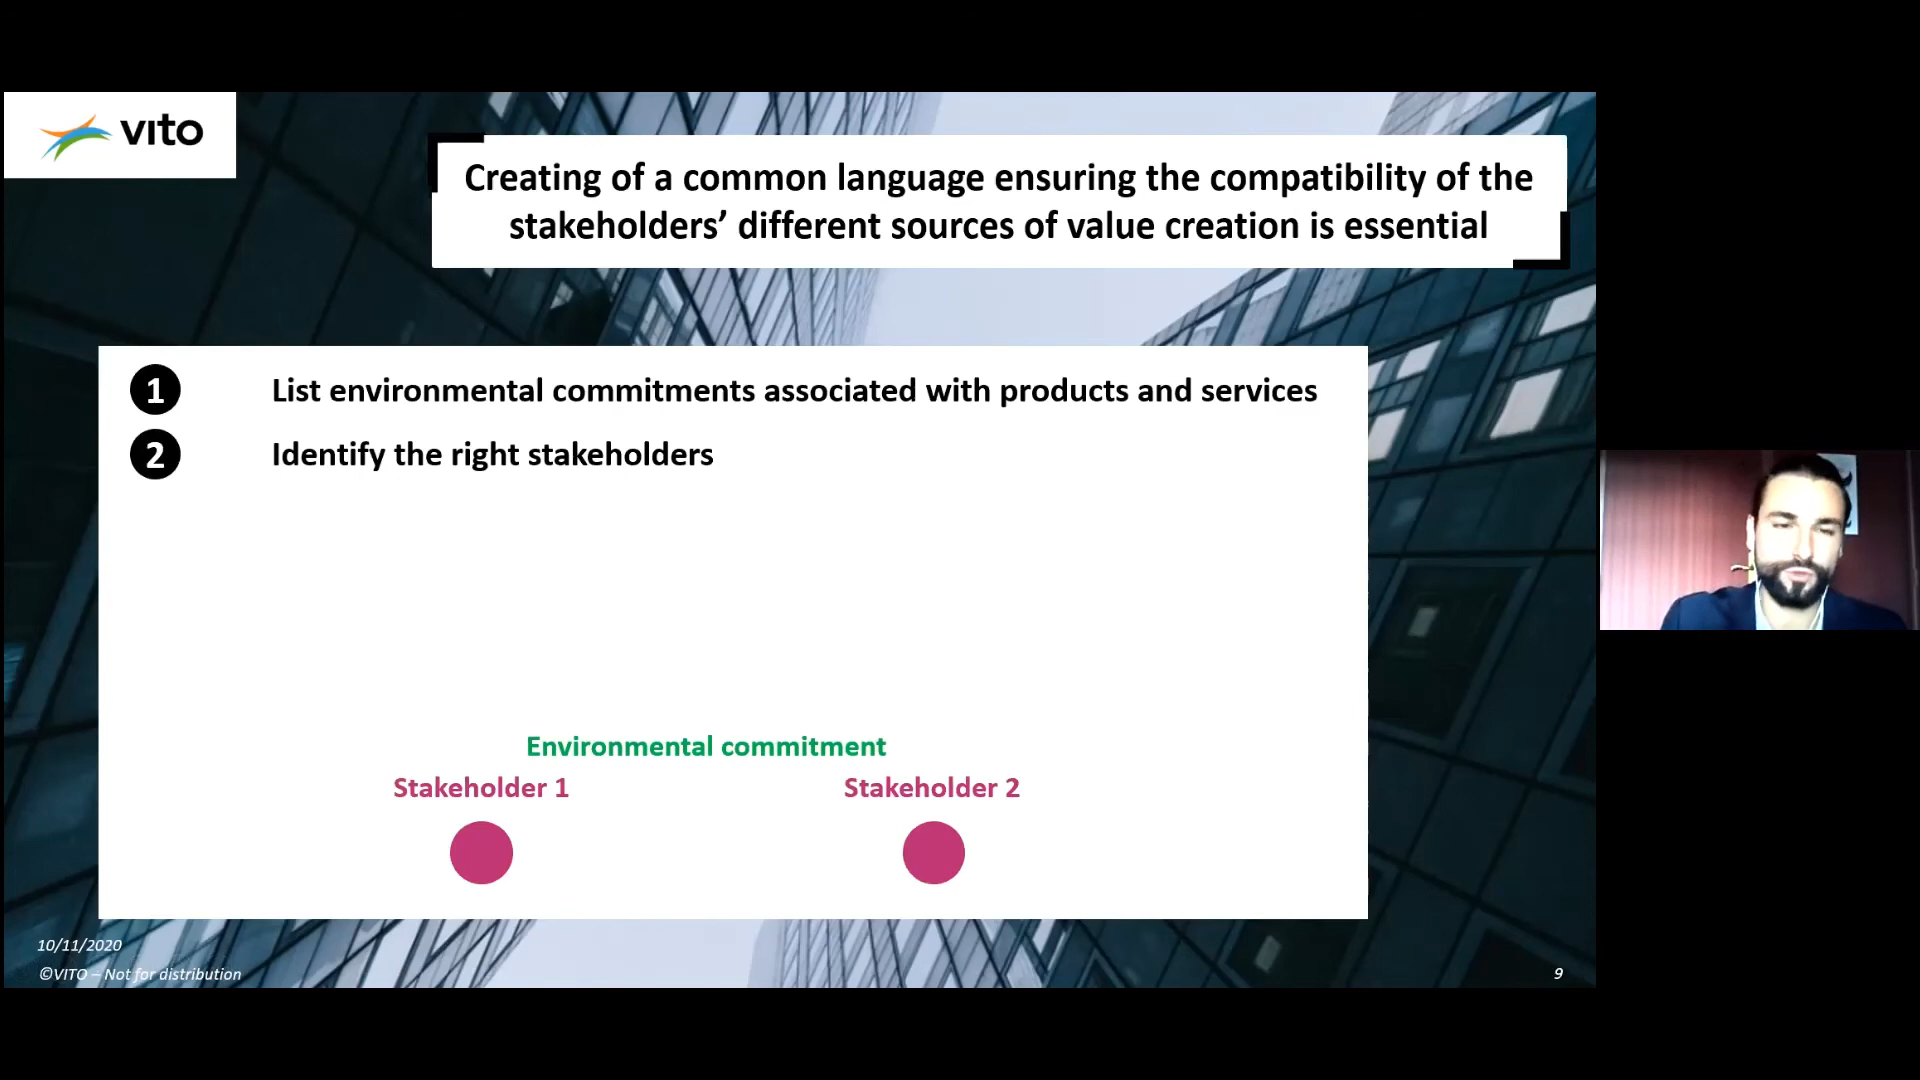 vito
Creating of a common language ensuring the compatibility of the
stakeholders’ different sources of value creation is essential
1 List environmental commitments associated with products and services
2 Identify the right stakeholders
Environmental commitment
Stakeholder 1 Stakeholder 2
10/11/2020
©VITO – Not for distribution
9